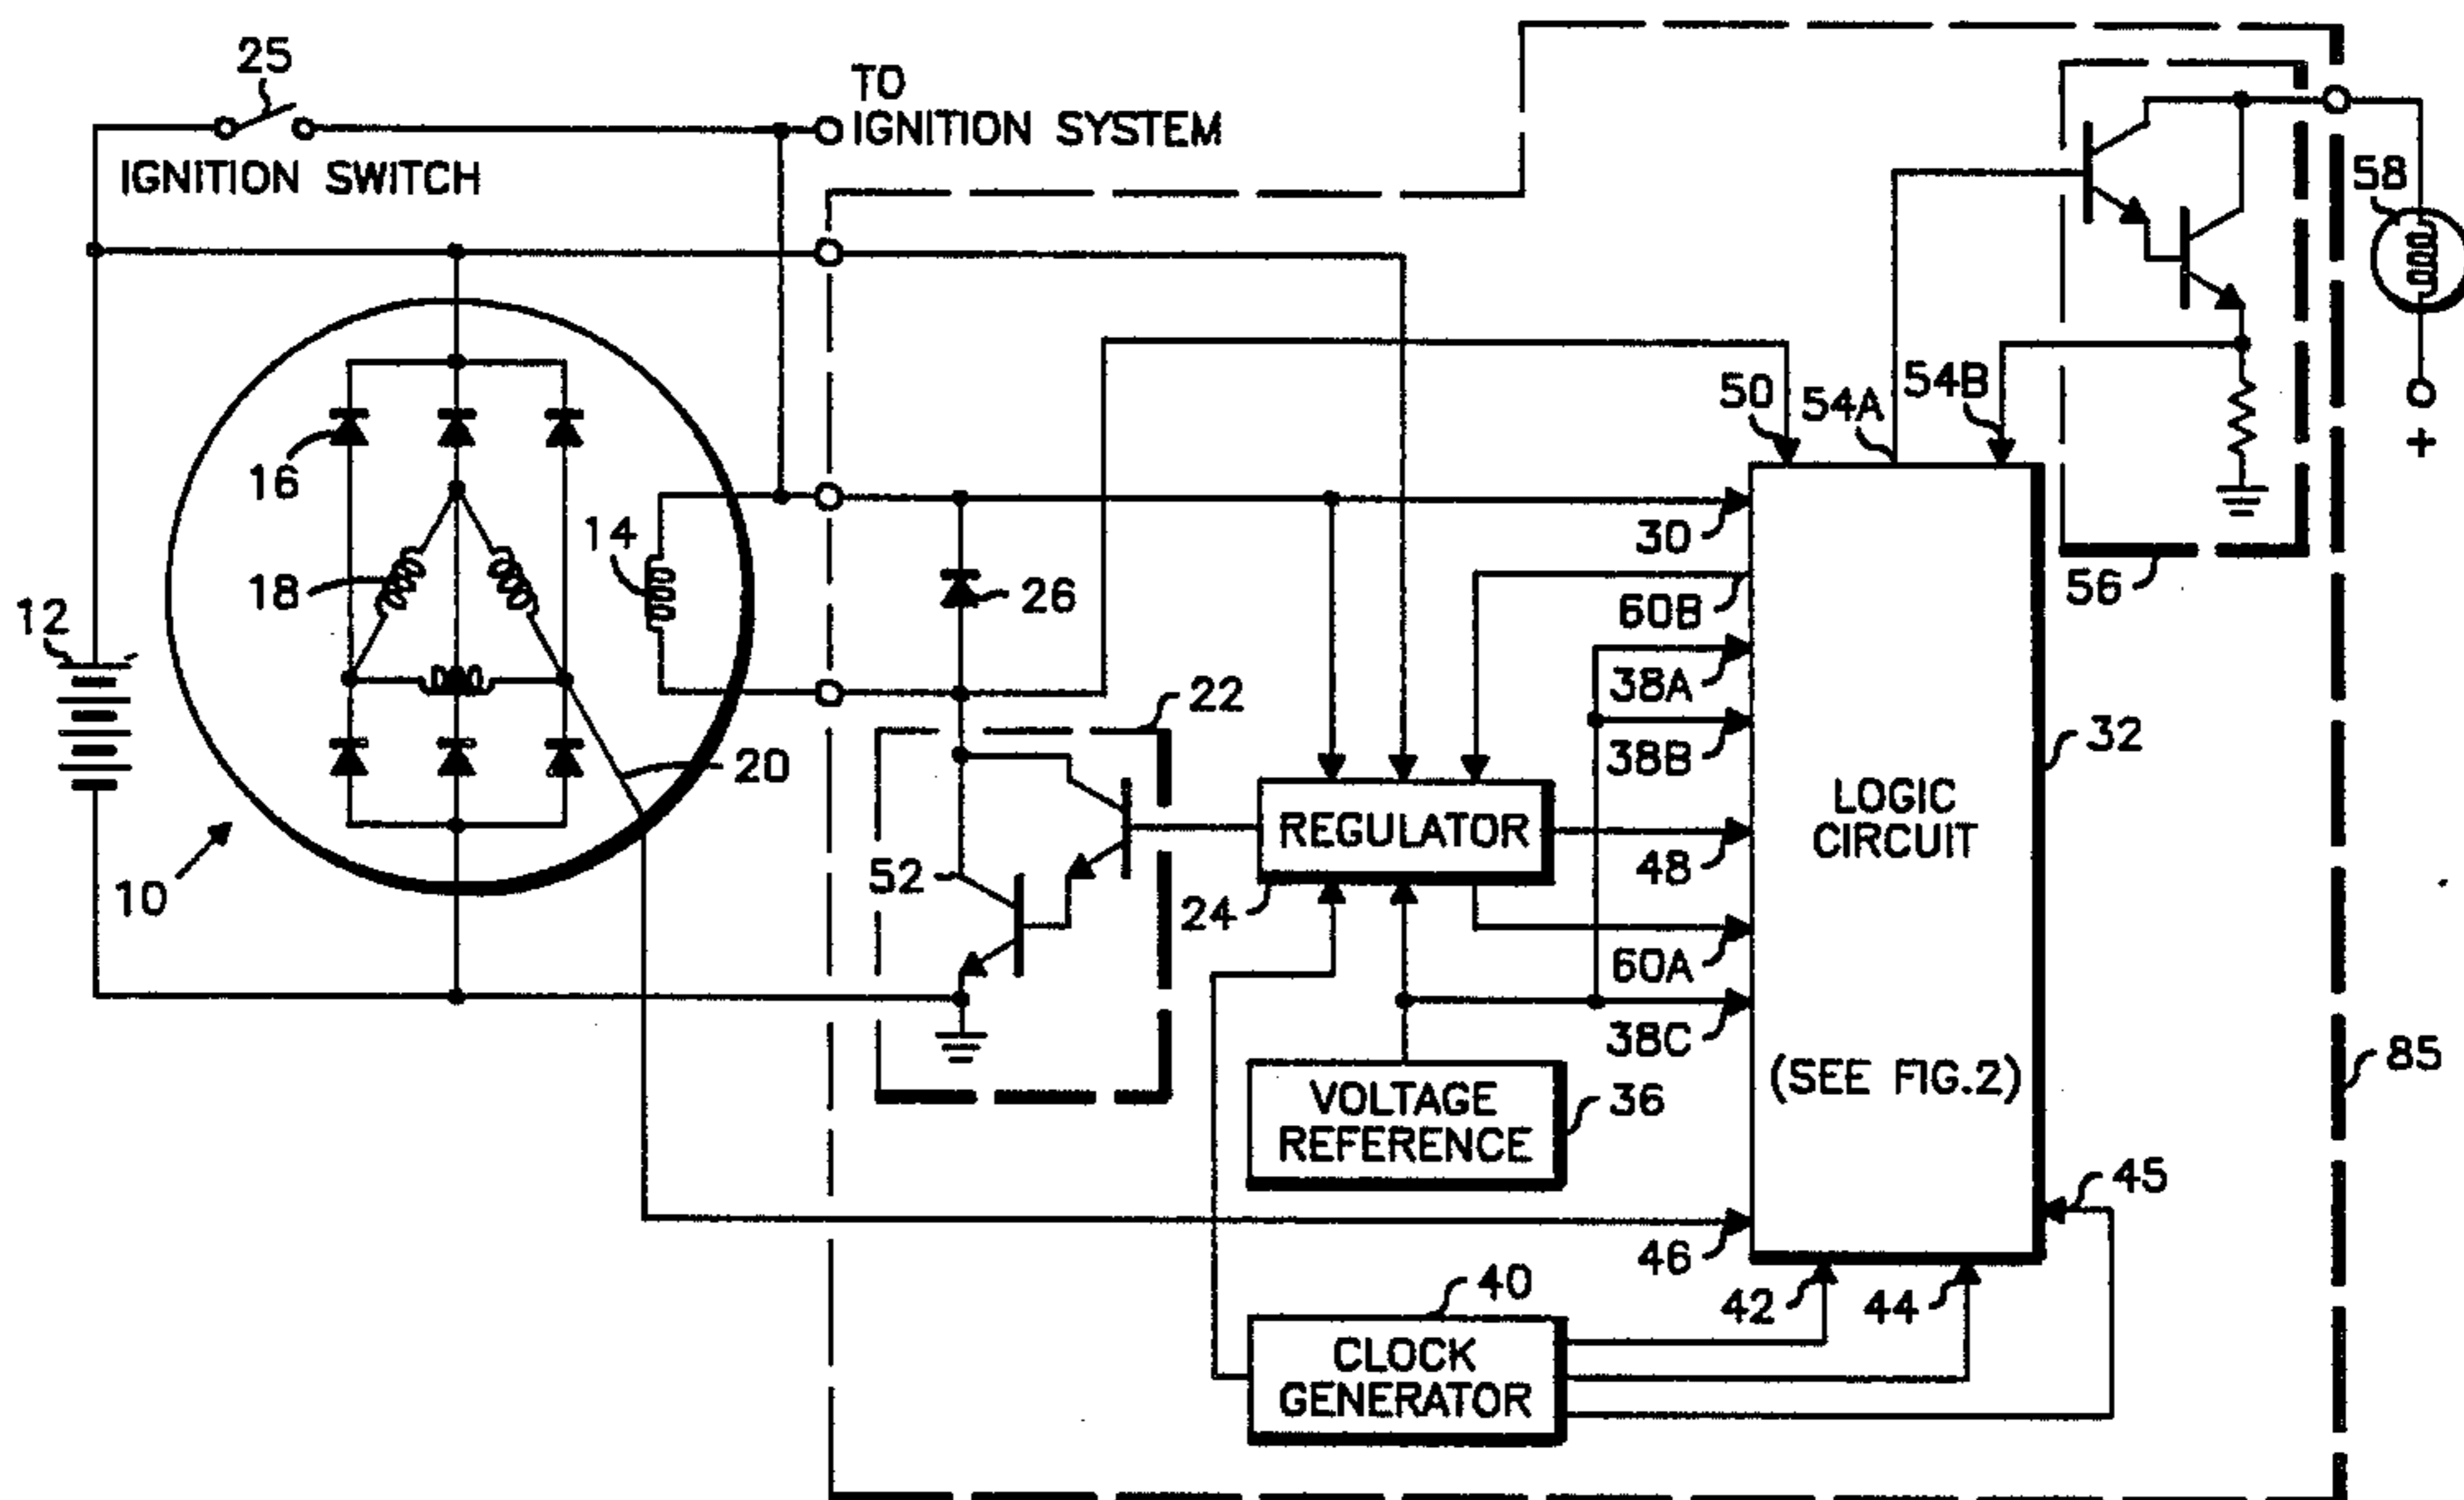 25
TO
IGNITION SYSTEM
IGNITION SWITCH
58
50
54A
54B
+
16
14
30
18
26
56
12
60B
38A
22
38B
32
20
LOGIC
CIRCUIT
REGULATOR
52
48
10
24
60A
38C
85
(SEE FIG.2)
VOLTAGE
REFERENCE
36
45
46
40
42
44
CLOCK
GENERATOR